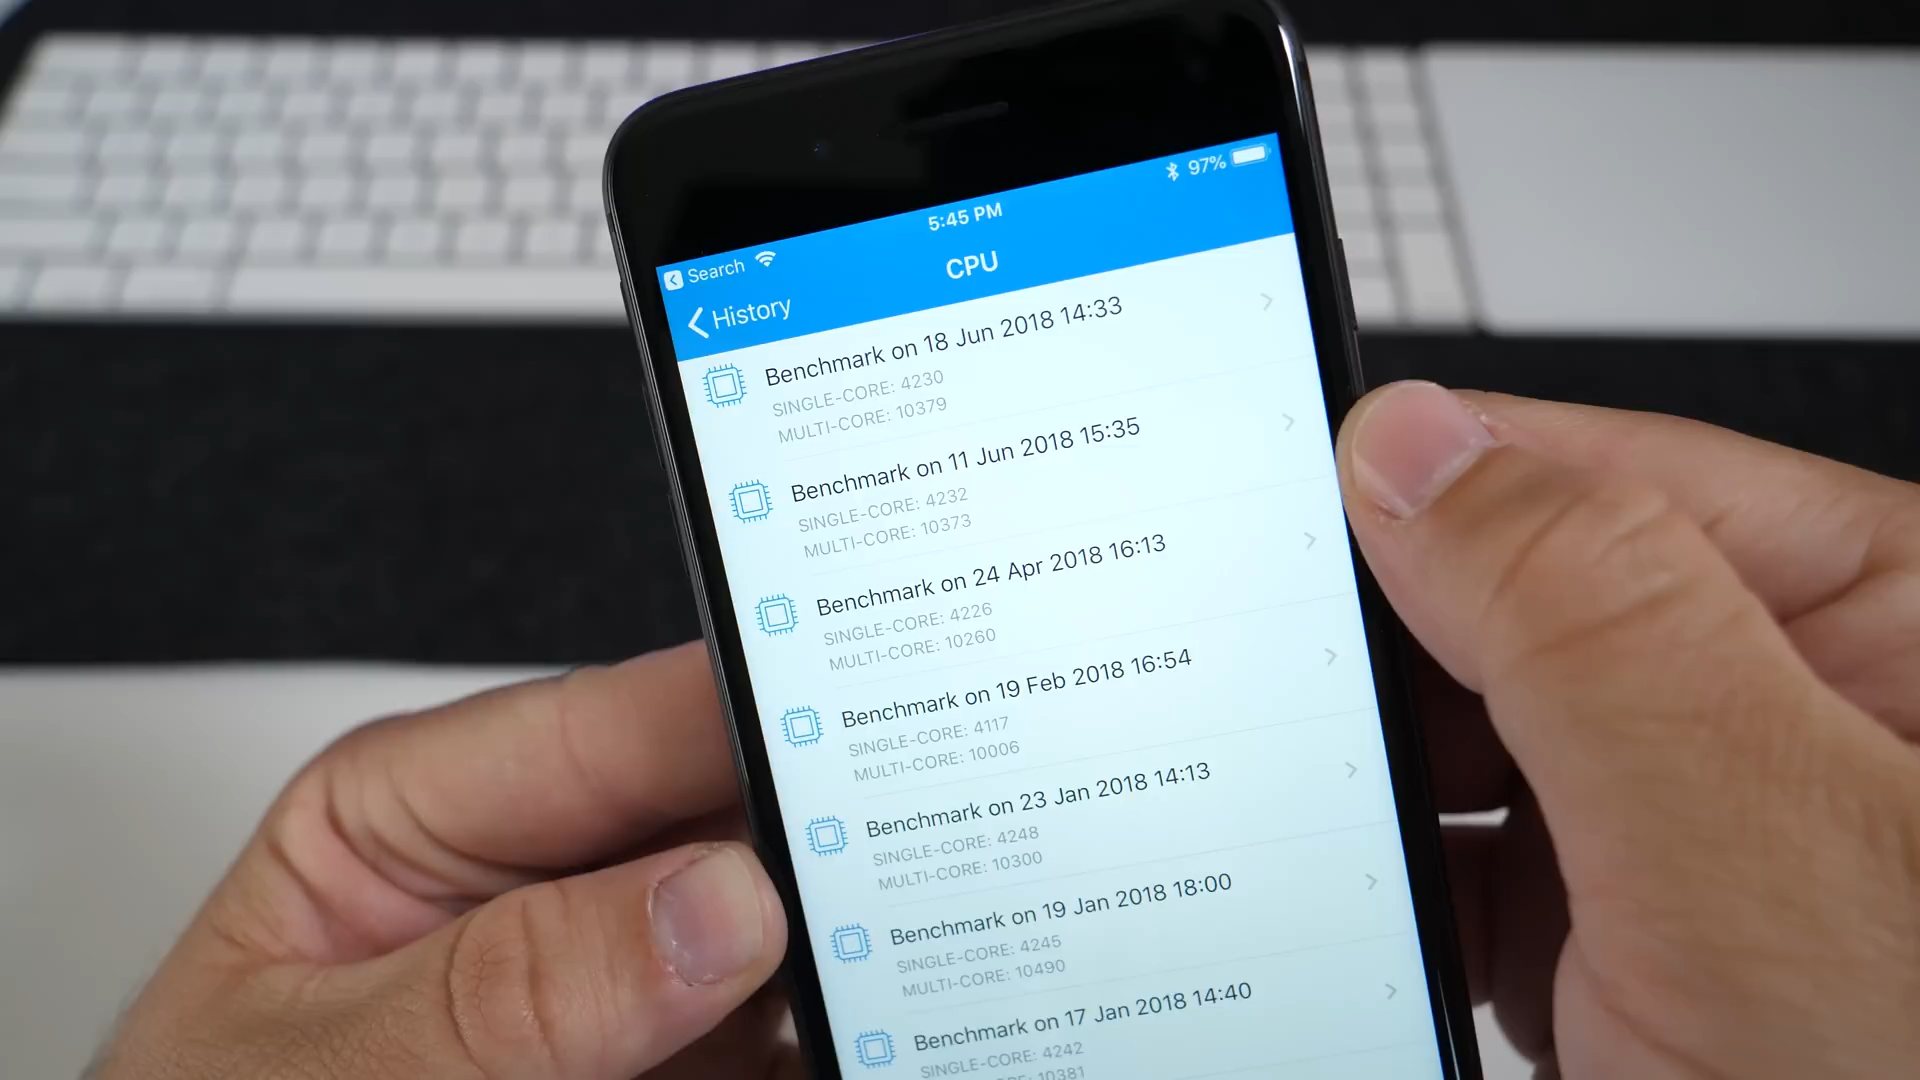 97%
5:45 PM
Search
History
CPU
Benchmark on 18 Jun 2018 14:33
SINGLE-CORE: 4230
MULTI-CORE: 10379
Benchmark on 11 Jun 2018 15:35
SINGLE-CORE: 4232
MULTI-CORE: 10373
Benchmark on 24 Apr 2018 16:13
SINGLE-CORE: 4226
MULTI-CORE: 10260
Benchmark on 19 Feb 2018 16:54
SINGLE-CORE: 4117
MULTI-CORE: 10006
Benchmark on 23 Jan 2018 14:13
SINGLE-CORE: 4248
MULTI-CORE: 10300
Benchmark on 19 Jan 2018 18:00
SINGLE-CORE: 4245
MULTI-CORE: 10490
Benchmark on 17 Jan 2018 14:40
SINGLE-CORE: 4242
10381